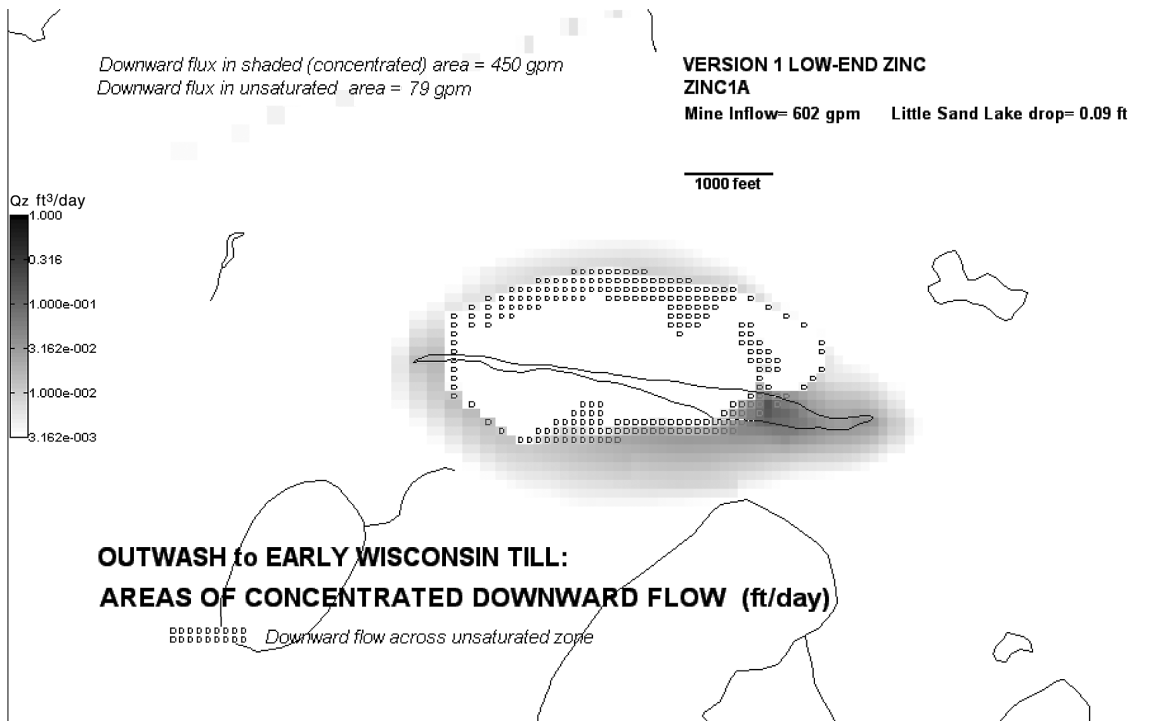 Downward flux in shaded (concentrated) area = 450 gpm
Downward flux in unsaturated area = 79 gpm
VERSION 1 LOW-END ZINC
ZINC1A
Mine Inflow= 602 gpm Little Sand Lake drop= 0.09 ft
1000 feet
Qz ft³/day
1.000
0.316
1.000e-001
3.162e-002
1.000e-002
3.162e-003
OUTWASH to EARLY WISCONSIN TILL:
AREAS OF CONCENTRATED DOWNWARD FLOW (ft/day)
Downward flow across unsaturated zone